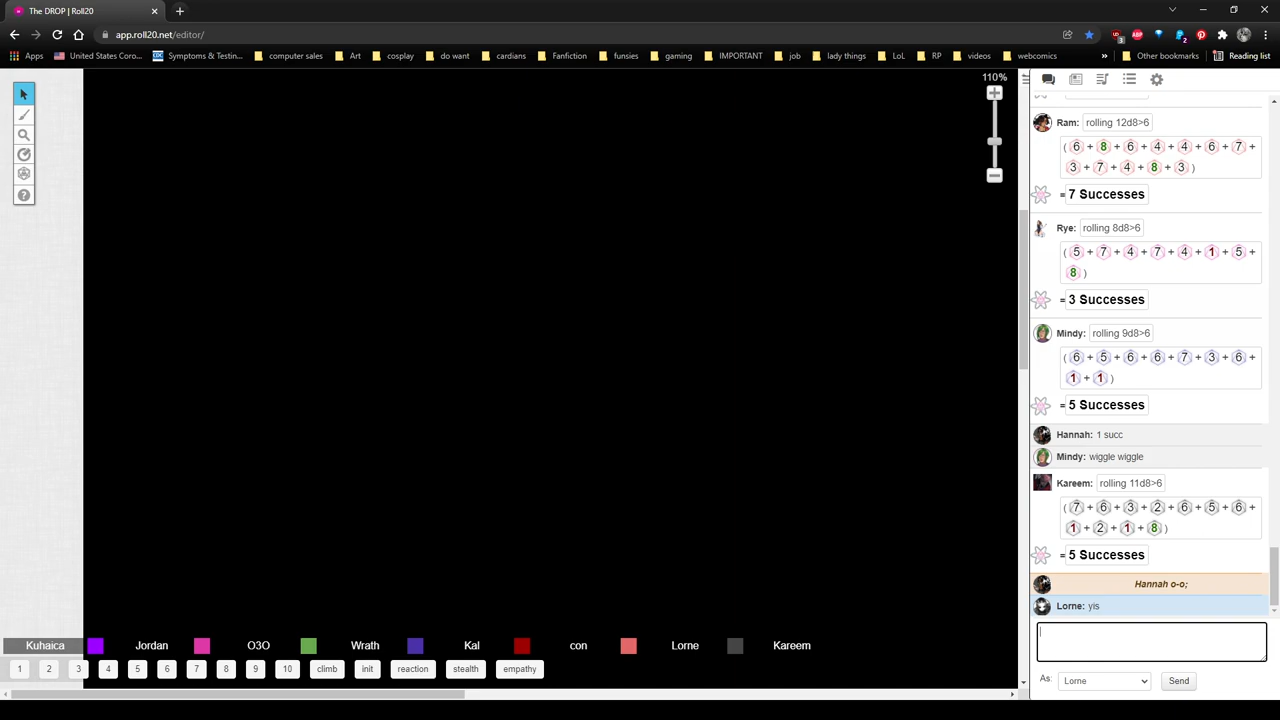 The DROP | Roll20
app.roll20.net/editor/
3
2
Apps
United States Coro...
Symptoms & Testin...
computer sales
Art
cosplay
do want
cardians
Fanfiction
funsies
gaming
IMPORTANT
job
lady things
LoL
RP
videos
webcomics
»
Other bookmarks
Reading list
110%
Ram: rolling 12d8>6
( 6 + 8 + 6 + 4 + 4 + 6 + 7 +
3 + 7 + 4 + 8 + 3 )
= 7 Successes
Rye: rolling 8d8>6
( 5 + 7 + 4 + 7 + 4 + 1 + 5 +
8 )
= 3 Successes
Mindy: rolling 9d8>6
( 6 + 5 + 6 + 6 + 7 + 3 + 6 +
1 + 1 )
= 5 Successes
Hannah: 1 succ
Mindy: wiggle wiggle
Kareem: rolling 11d8>6
( 7 + 6 + 3 + 2 + 6 + 5 + 6 +
1 + 2 + 1 + 8 )
= 5 Successes
Hannah o-o;
Lorne: yis
As: Lorne Send
Kuhaica Jordan O3O Wrath Kal con Lorne Kareem
1 2 3 4 5 6 7 8 9 10 climb init reaction stealth empathy